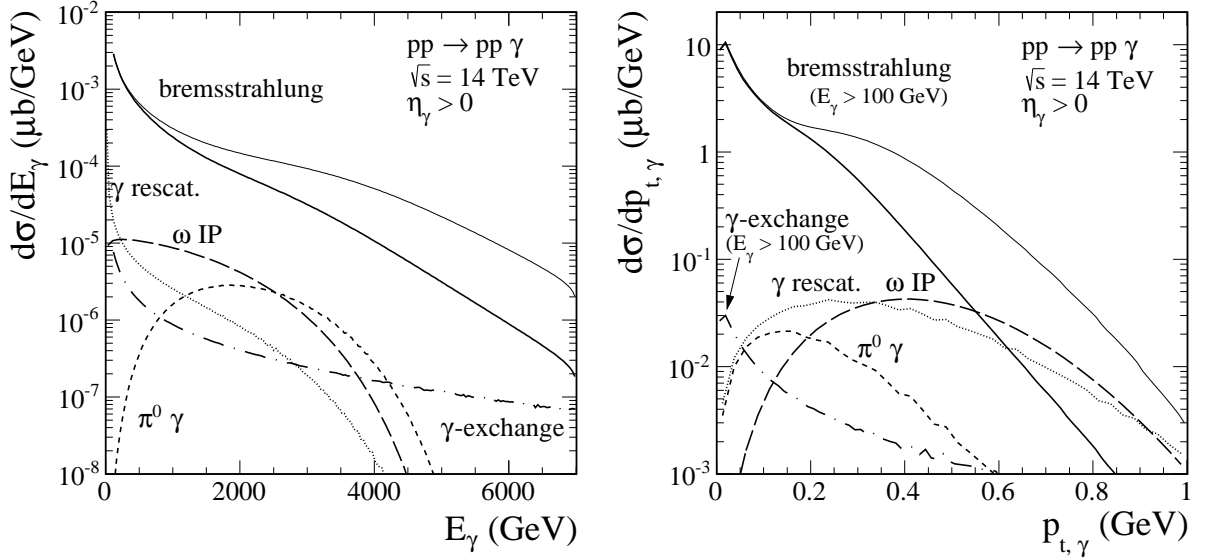 dσ/dE_γ (μb/GeV)
10^-2
10^-3
10^-4
10^-5
10^-6
10^-7
10^-8
pp → pp γ
√s = 14 TeV
η_γ > 0
bremsstrahlung
γ rescat.
ω IP
π^0 γ
γ-exchange
0 2000 4000 6000
E_γ (GeV)
dσ/dp_t, γ (μb/GeV)
10
1
10^-1
10^-2
10^-3
pp → pp γ
√s = 14 TeV
η_γ > 0
bremsstrahlung
(E_γ > 100 GeV)
γ-exchange
(E_γ > 100 GeV)
γ rescat.
ω IP
π^0 γ
0 0.2 0.4 0.6 0.8 1
p_t, γ (GeV)